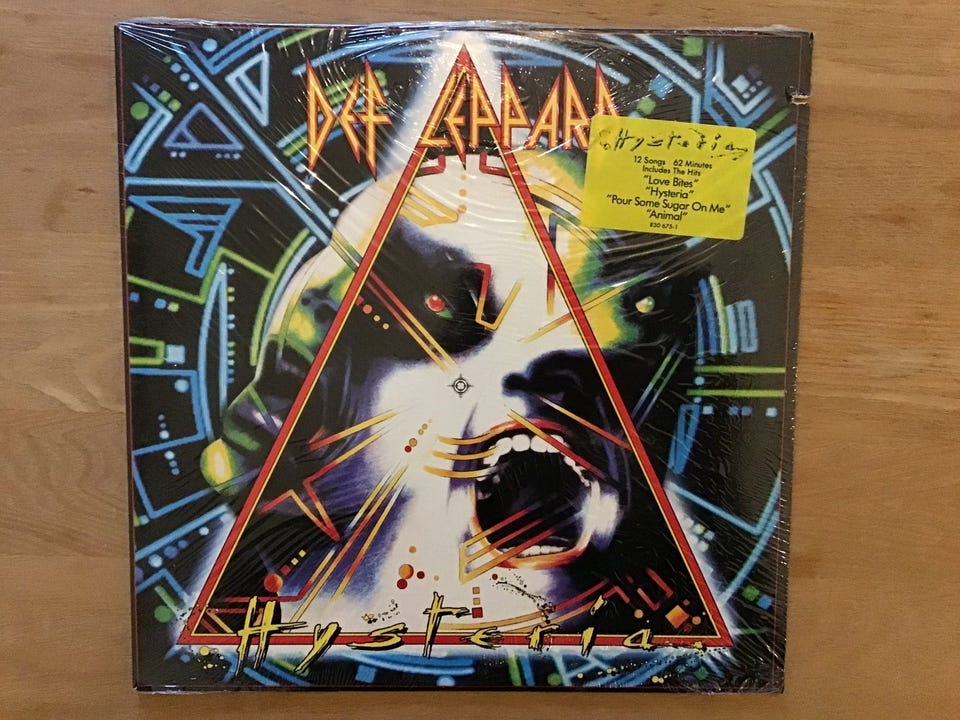 DEF LEPPARD
Hysteria
12 Songs 62 Minutes
Includes The Hits
"Love Bites"
"Hysteria"
"Pour Some Sugar On Me"
"Animal"
830 675-1
Hysteria